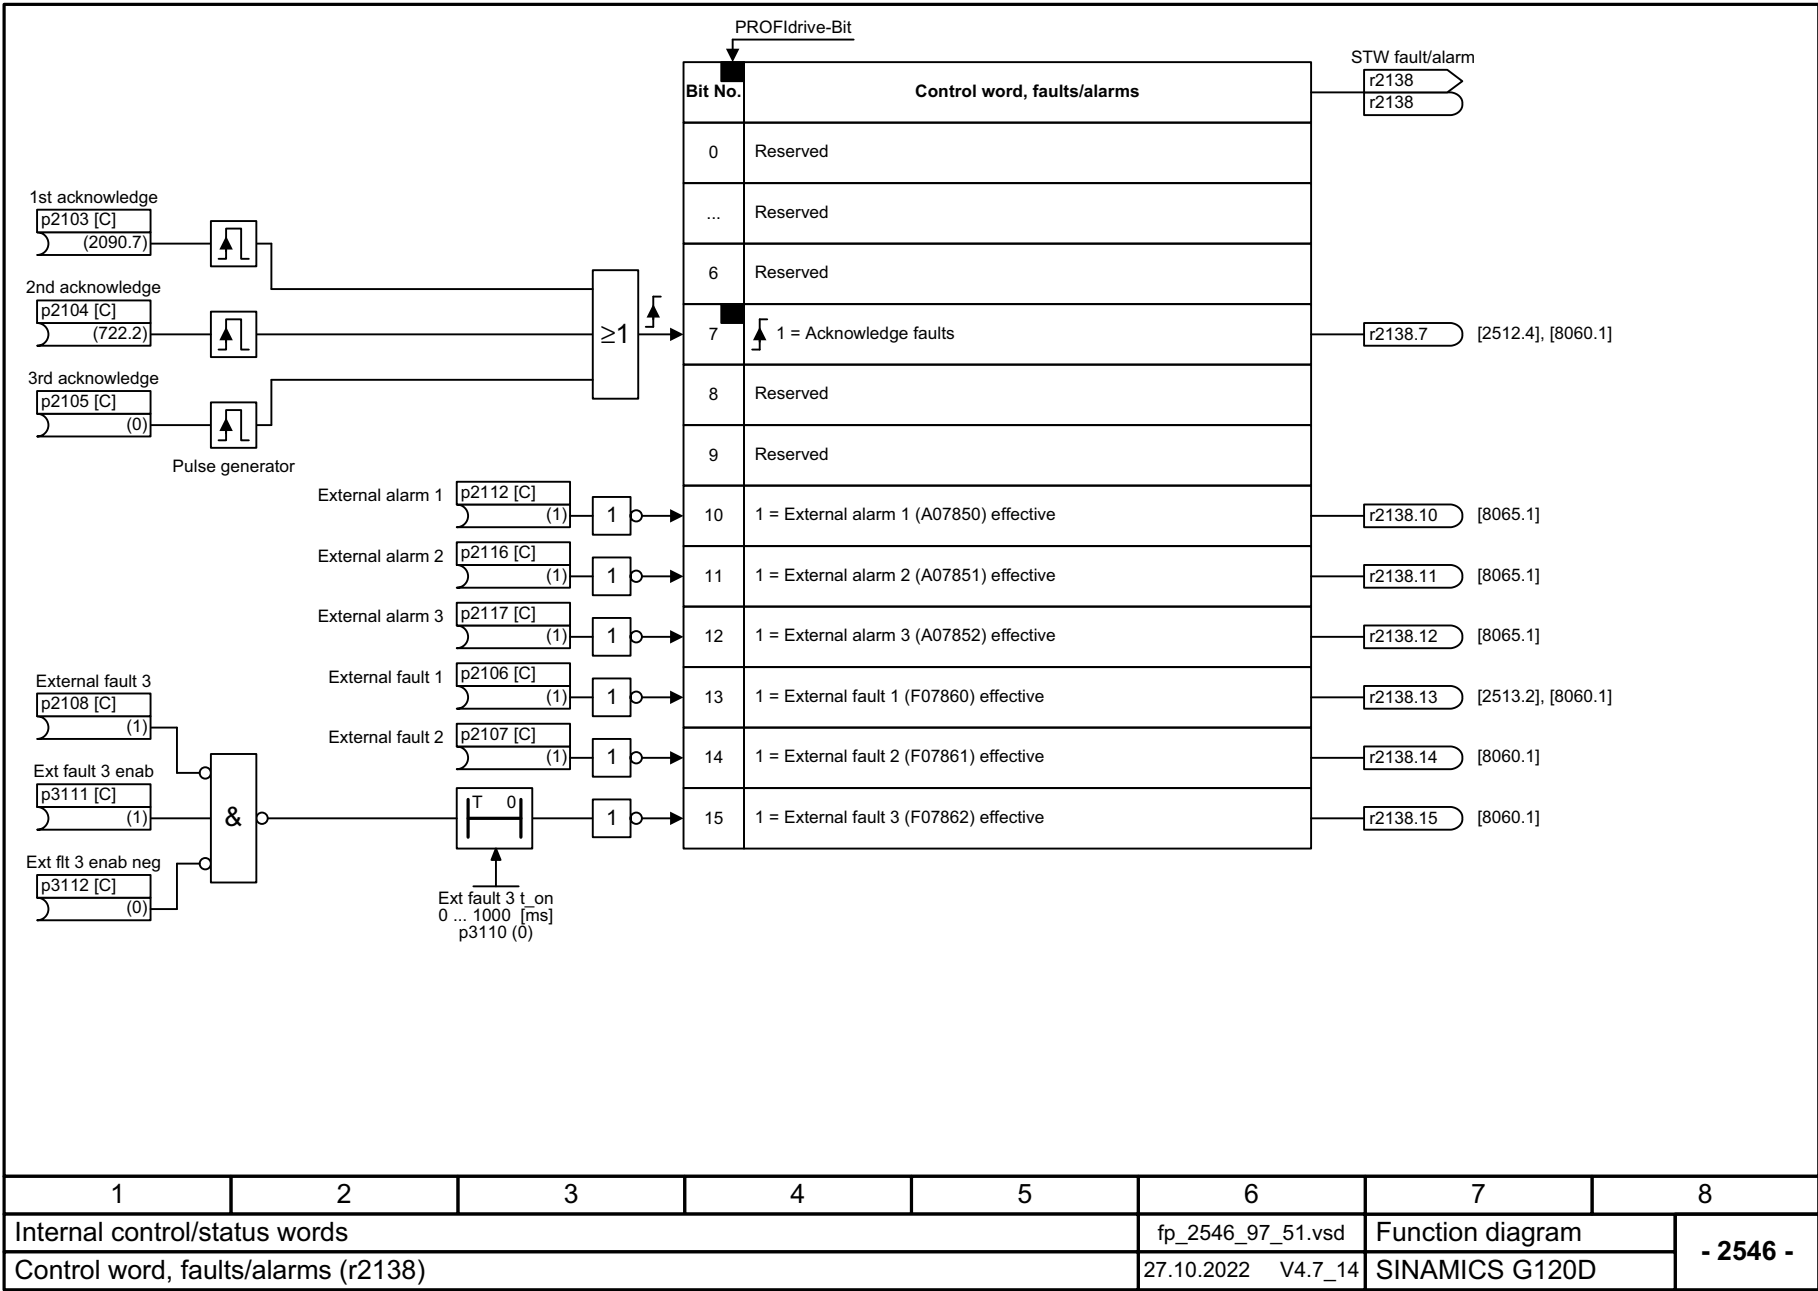 PROFIdrive-Bit
STW fault/alarm
r2138
r2138
Bit No. Control word, faults/alarms
0 Reserved
... Reserved
6 Reserved
1st acknowledge
p2103 [C]
(2090.7)
2nd acknowledge
p2104 [C]
(722.2)
3rd acknowledge
p2105 [C]
(0)
Pulse generator
≥1
7 1 = Acknowledge faults r2138.7 [2512.4], [8060.1]
8 Reserved
9 Reserved
External alarm 1 p2112 [C]
(1) 1 10 1 = External alarm 1 (A07850) effective r2138.10 [8065.1]
External alarm 2 p2116 [C]
(1) 1 11 1 = External alarm 2 (A07851) effective r2138.11 [8065.1]
External alarm 3 p2117 [C]
(1) 1 12 1 = External alarm 3 (A07852) effective r2138.12 [8065.1]
External fault 1 p2106 [C]
(1) 1 13 1 = External fault 1 (F07860) effective r2138.13 [2513.2], [8060.1]
External fault 2 p2107 [C]
(1) 1 14 1 = External fault 2 (F07861) effective r2138.14 [8060.1]
External fault 3
p2108 [C]
(1)
Ext fault 3 enab
p3111 [C]
(1)
Ext flt 3 enab neg
p3112 [C]
(0)
&
T 0
1 15 1 = External fault 3 (F07862) effective r2138.15 [8060.1]
Ext fault 3 t_on
0 ... 1000 [ms]
p3110 (0)
1 2 3 4 5 6 7 8
Internal control/status words fp_2546_97_51.vsd Function diagram
- 2546 -
Control word, faults/alarms (r2138) 27.10.2022 V4.7_14 SINAMICS G120D